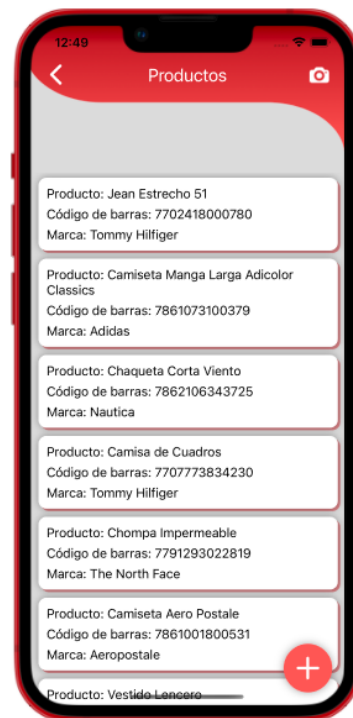 12:49
Productos
Producto: Jean Estrecho 51
Código de barras: 7702418000780
Marca: Tommy Hilfiger
Producto: Camiseta Manga Larga Adicolor
Classics
Código de barras: 7861073100379
Marca: Adidas
Producto: Chaqueta Corta Viento
Código de barras: 7862106343725
Marca: Nautica
Producto: Camisa de Cuadros
Código de barras: 7707773834230
Marca: Tommy Hilfiger
Producto: Chompa Impermeable
Código de barras: 7791293022819
Marca: The North Face
Producto: Camiseta Aero Postale
Código de barras: 7861001800531
Marca: Aeropostale
Producto: Vestido Lencero